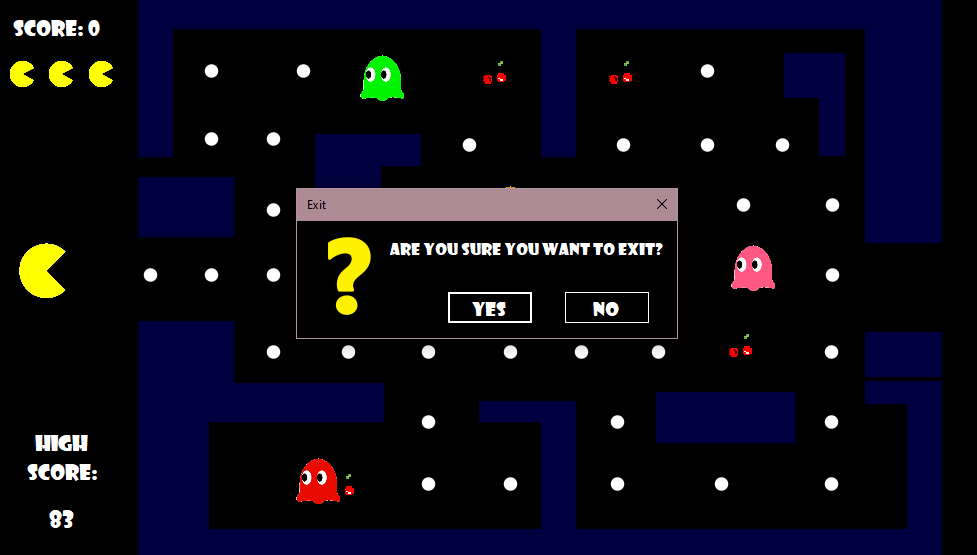 SCORE: 0
Exit
ARE YOU SURE YOU WANT TO EXIT?
?
YES
NO
HIGH
SCORE:
83